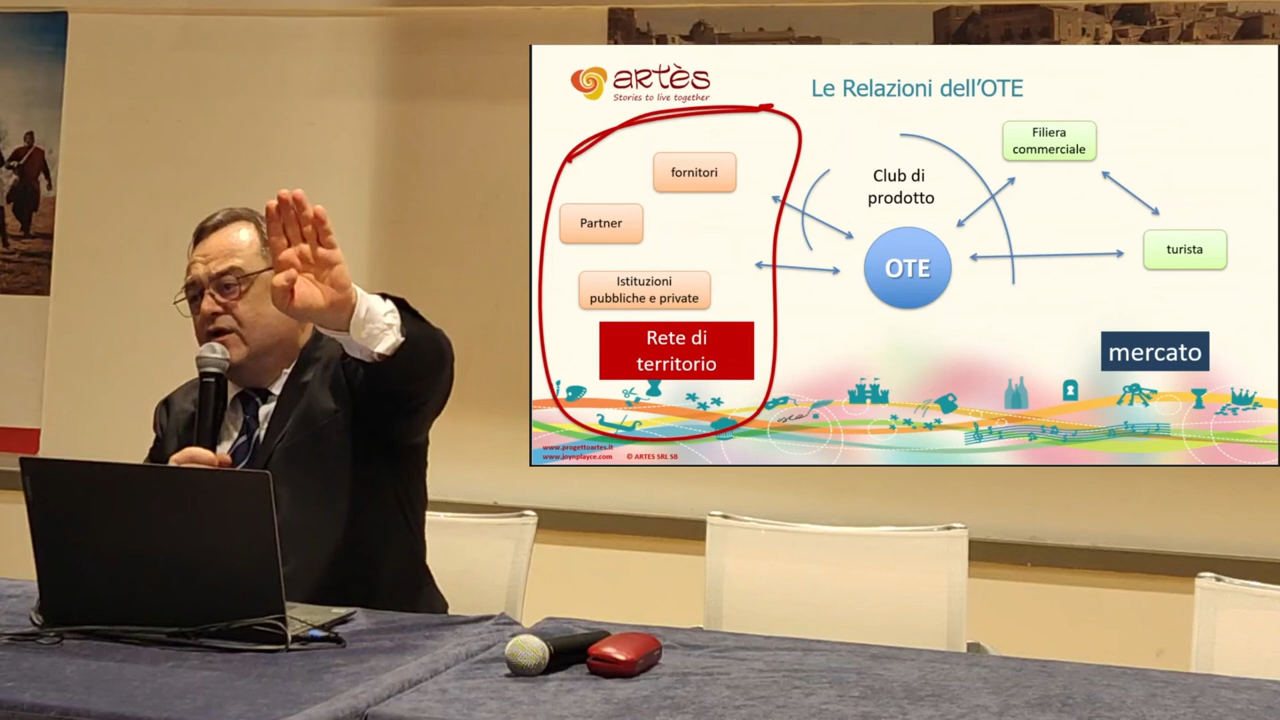 artès
Stories to live together
Le Relazioni dell'OTE
fornitori
Partner
Istituzioni
pubbliche e private
Rete di
territorio
Club di
prodotto
OTE
Filiera
commerciale
turista
mercato
www.progettoartes.it
www.joynplayce.com © ARTES SRL SB